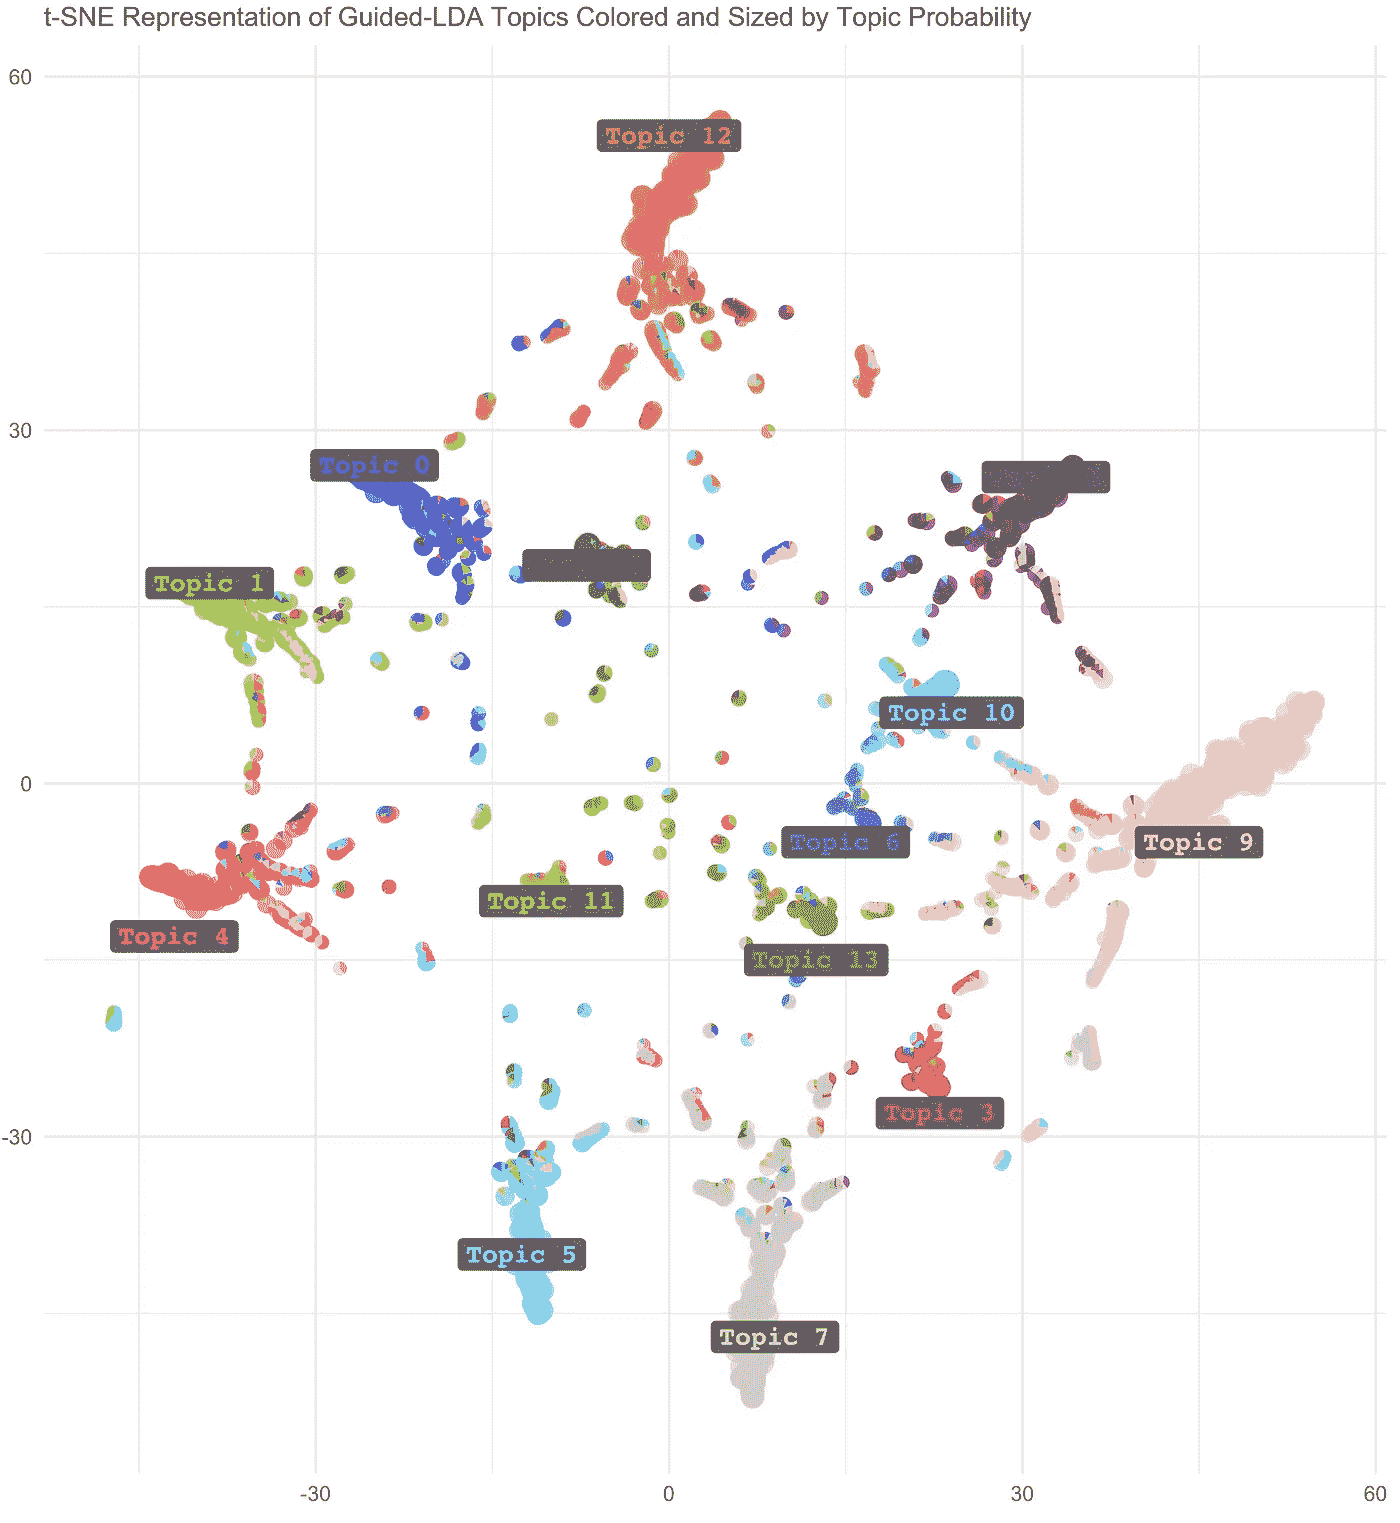 t-SNE Representation of Guided-LDA Topics Colored and Sized by Topic Probability
60
Topic 12
30
Topic 0
Topic 1
Topic 10
0
Topic 6
Topic 9
Topic 11
Topic 4
Topic 13
Topic 3
-30
Topic 5
Topic 7
-30
0
30
60